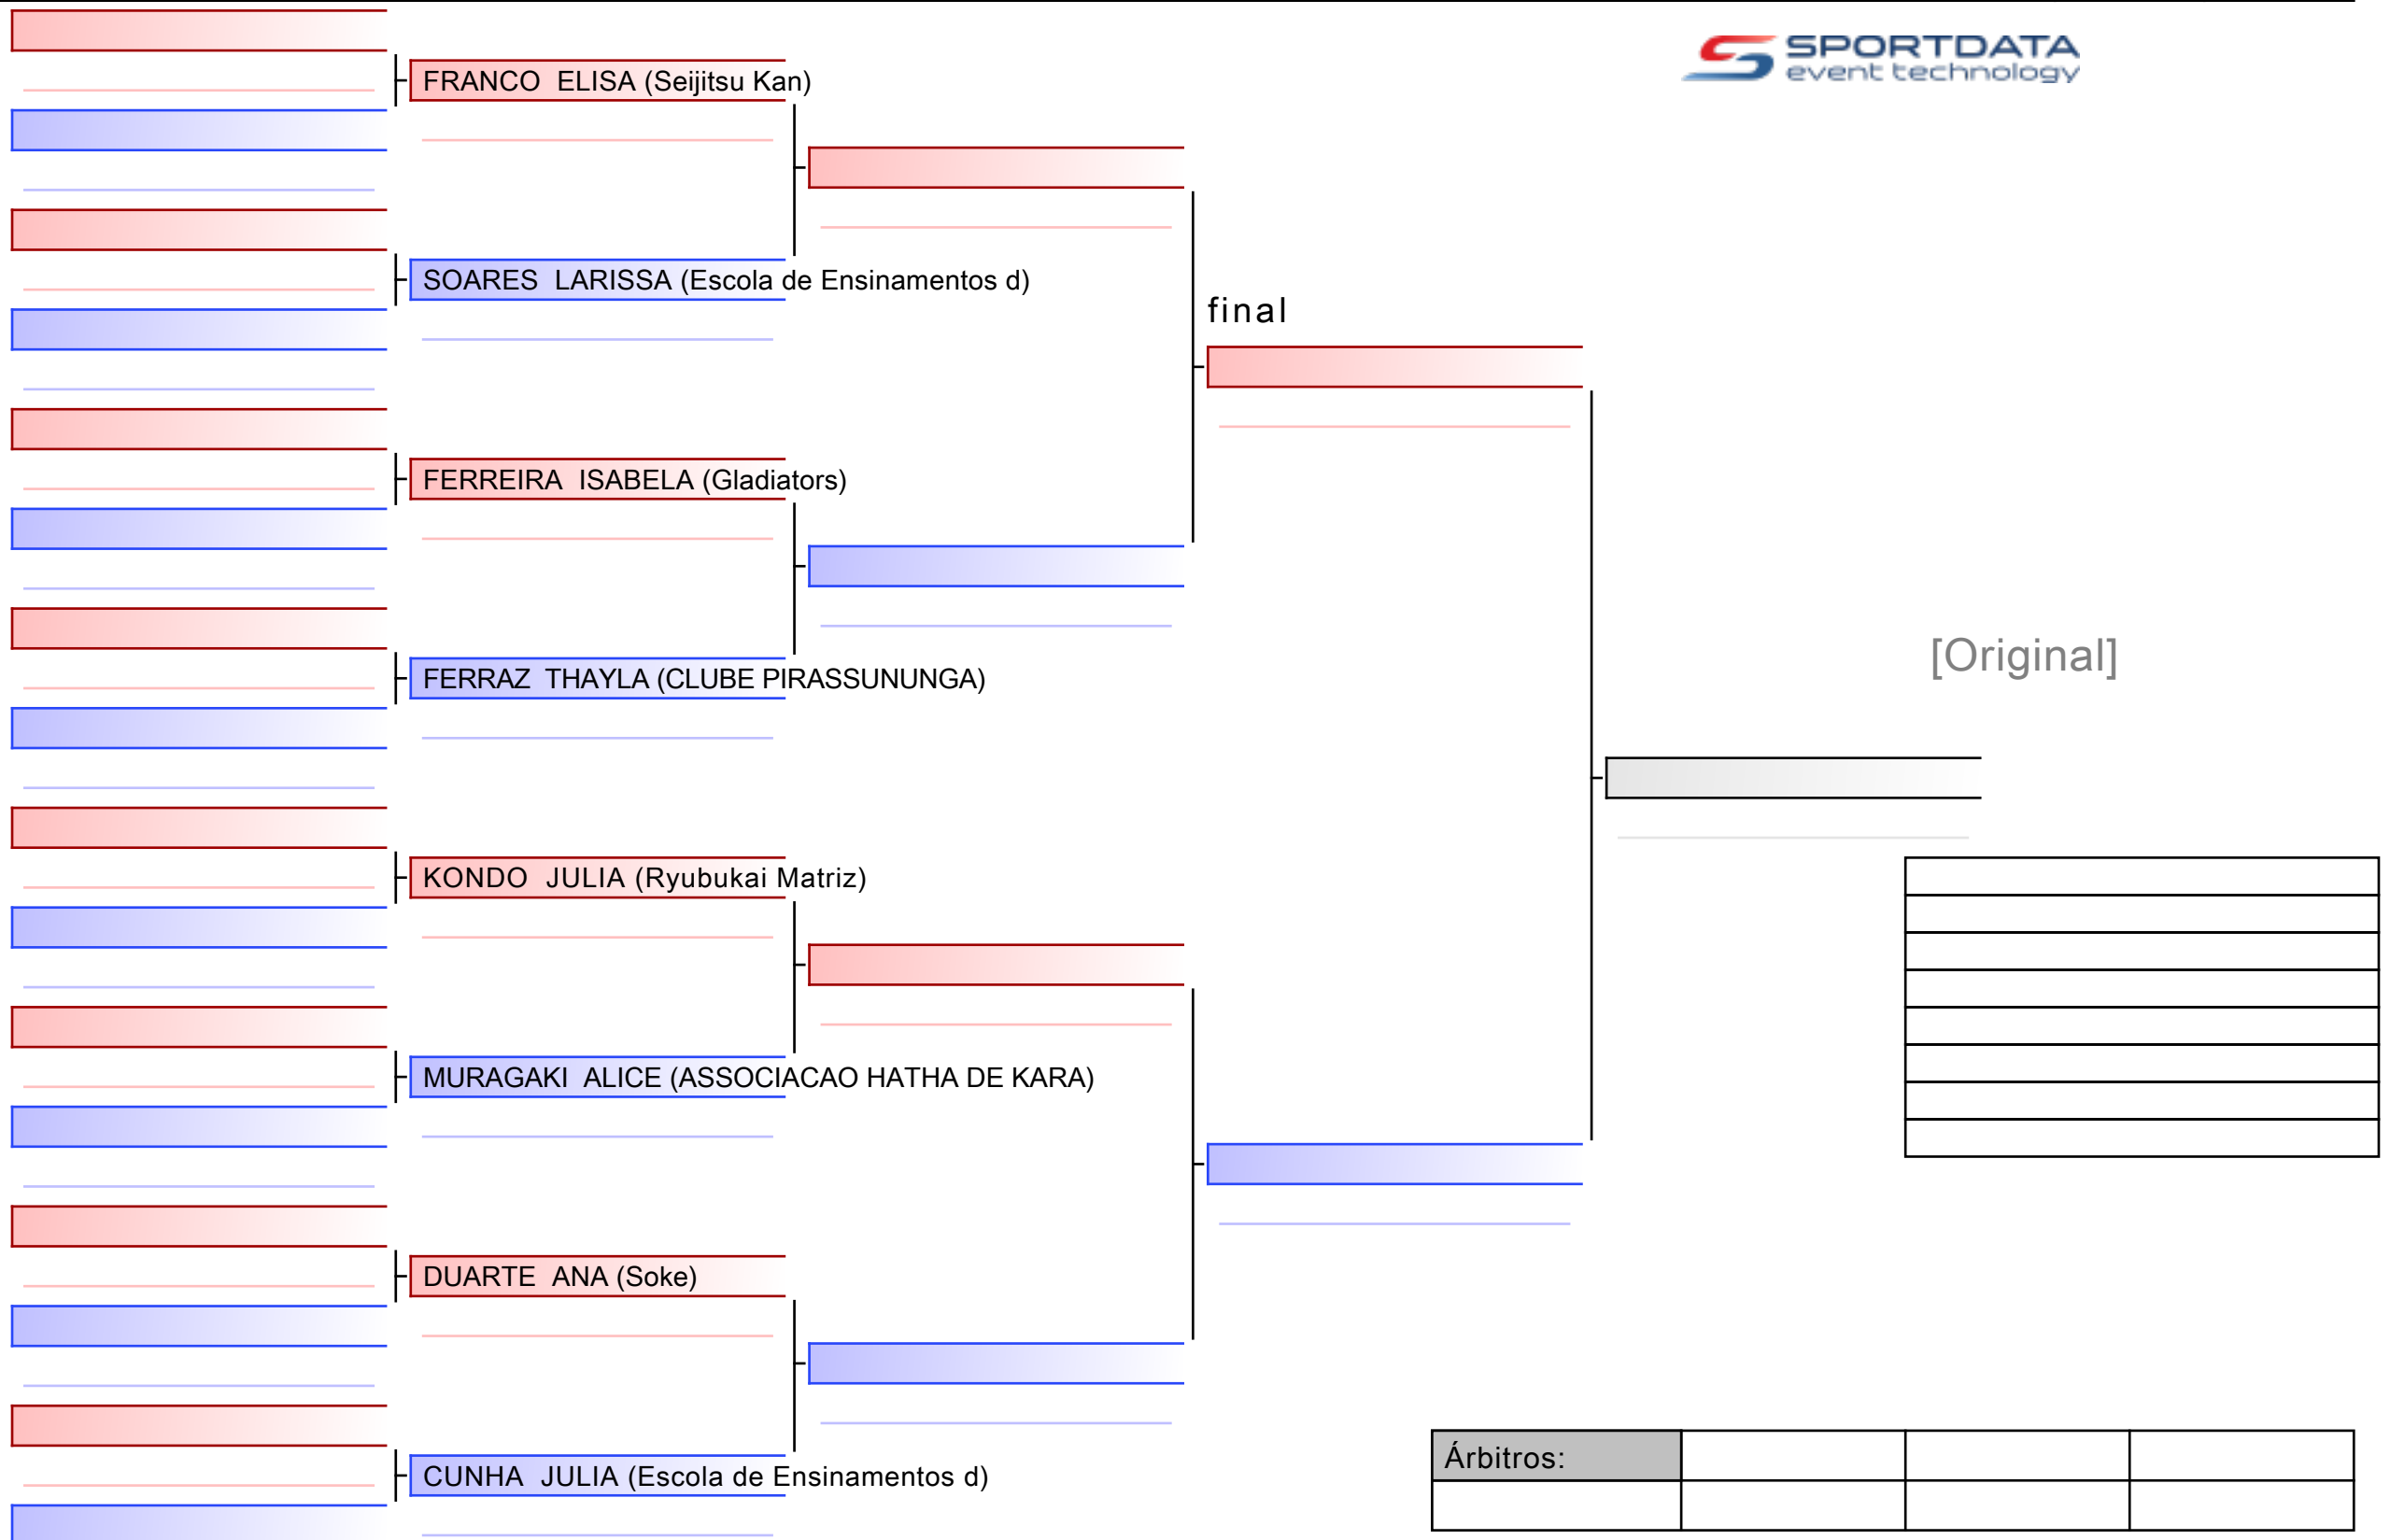 SPORTDATA
event technology
FRANCO  ELISA (Seijitsu Kan)
SOARES  LARISSA (Escola de Ensinamentos d)
final
FERREIRA  ISABELA (Gladiators)
[Original]
FERRAZ  THAYLA (CLUBE PIRASSUNUNGA)
KONDO  JULIA (Ryubukai Matriz)
MURAGAKI  ALICE (ASSOCIACAO HATHA DE KARA)
DUARTE  ANA (Soke)
Árbitros:
CUNHA  JULIA (Escola de Ensinamentos d)